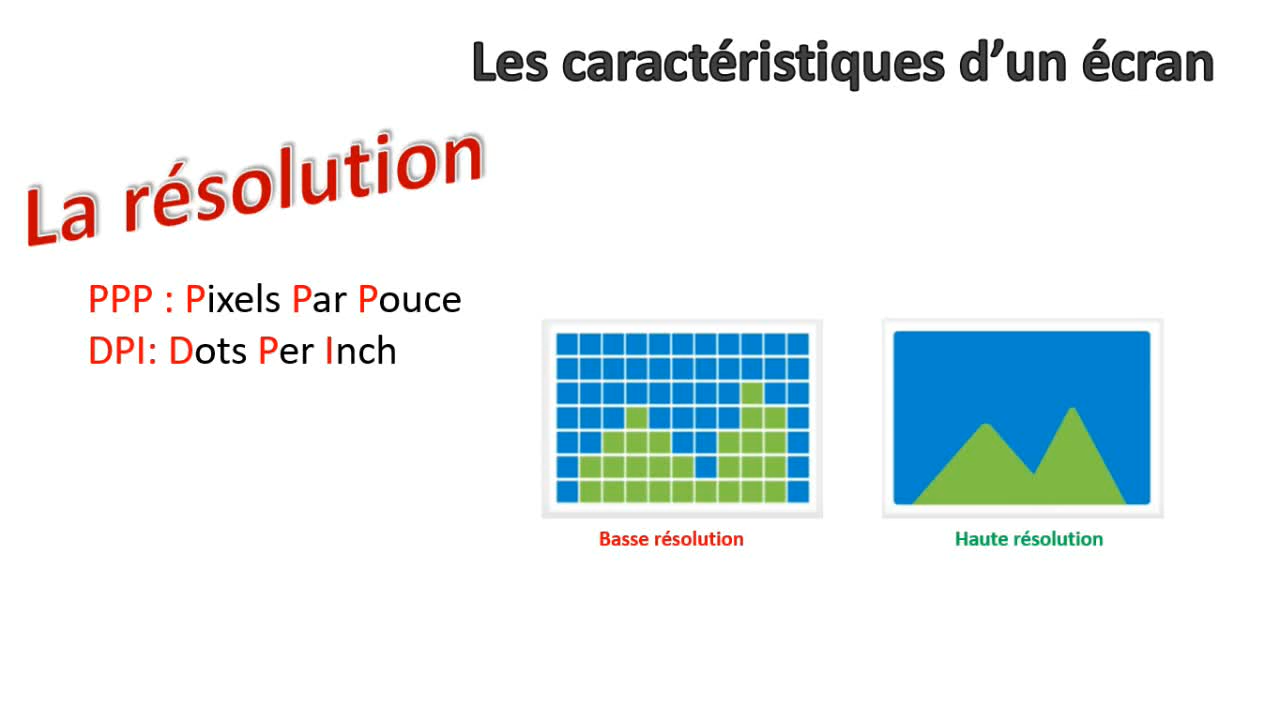 Les caractéristiques d’un écran
La résolution
PPP : Pixels Par Pouce
DPI: Dots Per Inch
Basse résolution
Haute résolution